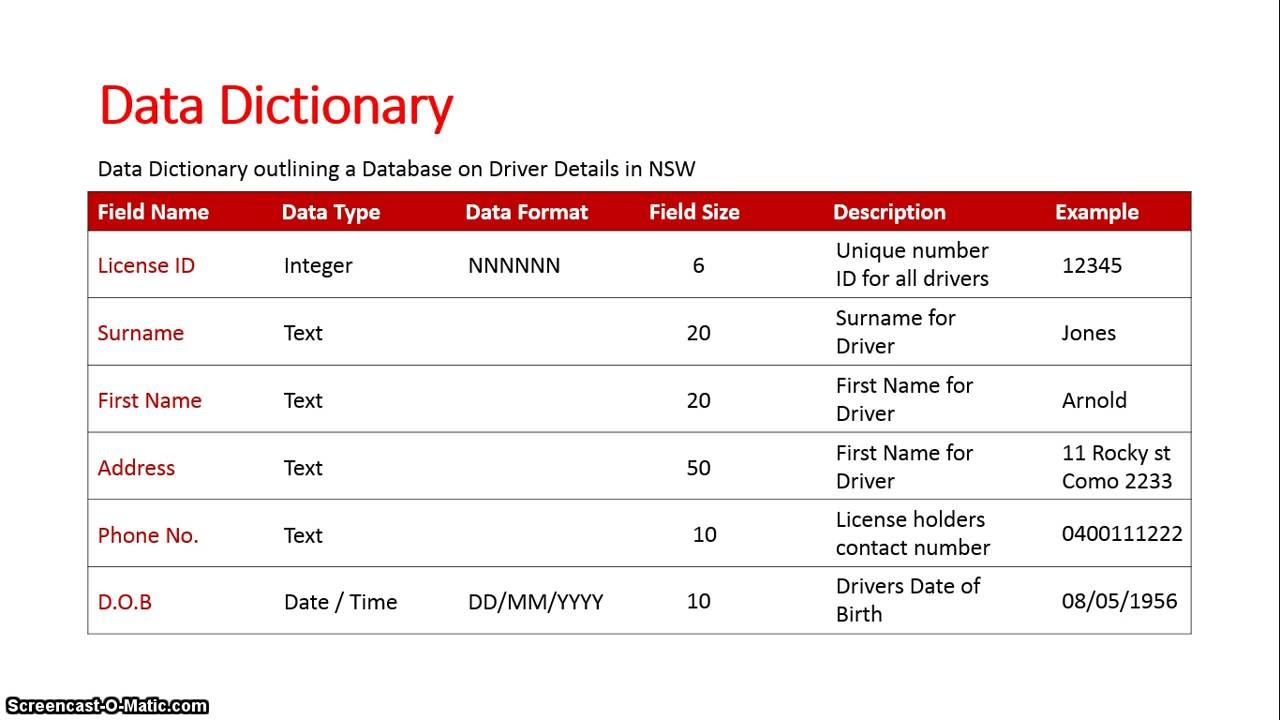 Data Dictionary
Data Dictionary outlining a Database on Driver Details in NSW
Field Name Data Type Data Format Field Size Description Example
License ID Integer NNNNNN 6 Unique number ID for all drivers 12345
Surname Text 20 Surname for Driver Jones
First Name Text 20 First Name for Driver Arnold
Address Text 50 First Name for Driver 11 Rocky st Como 2233
Phone No. Text 10 License holders contact number 0400111222
D.O.B Date / Time DD/MM/YYYY 10 Drivers Date of Birth 08/05/1956
Screencast-O-Matic.com